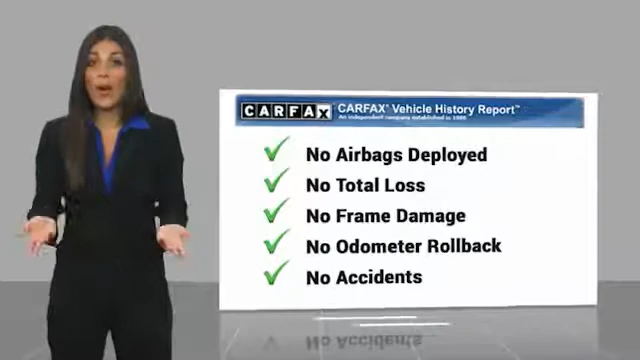 CARFAX CARFAX® Vehicle History Report™
An independent company established in 1986
No Airbags Deployed
No Total Loss
No Frame Damage
No Odometer Rollback
No Accidents